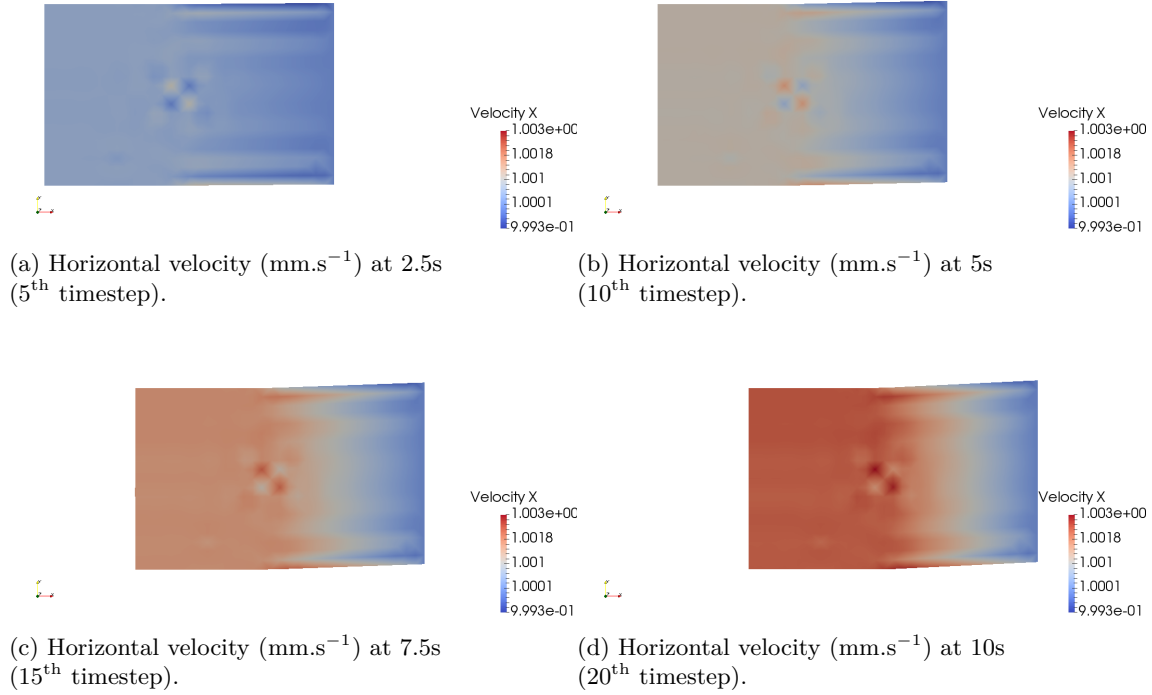 Velocity X
1.003e+00
1.0018
1.001
1.0001
9.993e-01
Velocity X
1.003e+00
1.0018
1.001
1.0001
9.993e-01
(a) Horizontal velocity (mm.s⁻¹) at 2.5s
(5ᵗʰ timestep).
(b) Horizontal velocity (mm.s⁻¹) at 5s
(10ᵗʰ timestep).
Velocity X
1.003e+00
1.0018
1.001
1.0001
9.993e-01
Velocity X
1.003e+00
1.0018
1.001
1.0001
9.993e-01
(c) Horizontal velocity (mm.s⁻¹) at 7.5s
(15ᵗʰ timestep).
(d) Horizontal velocity (mm.s⁻¹) at 10s
(20ᵗʰ timestep).